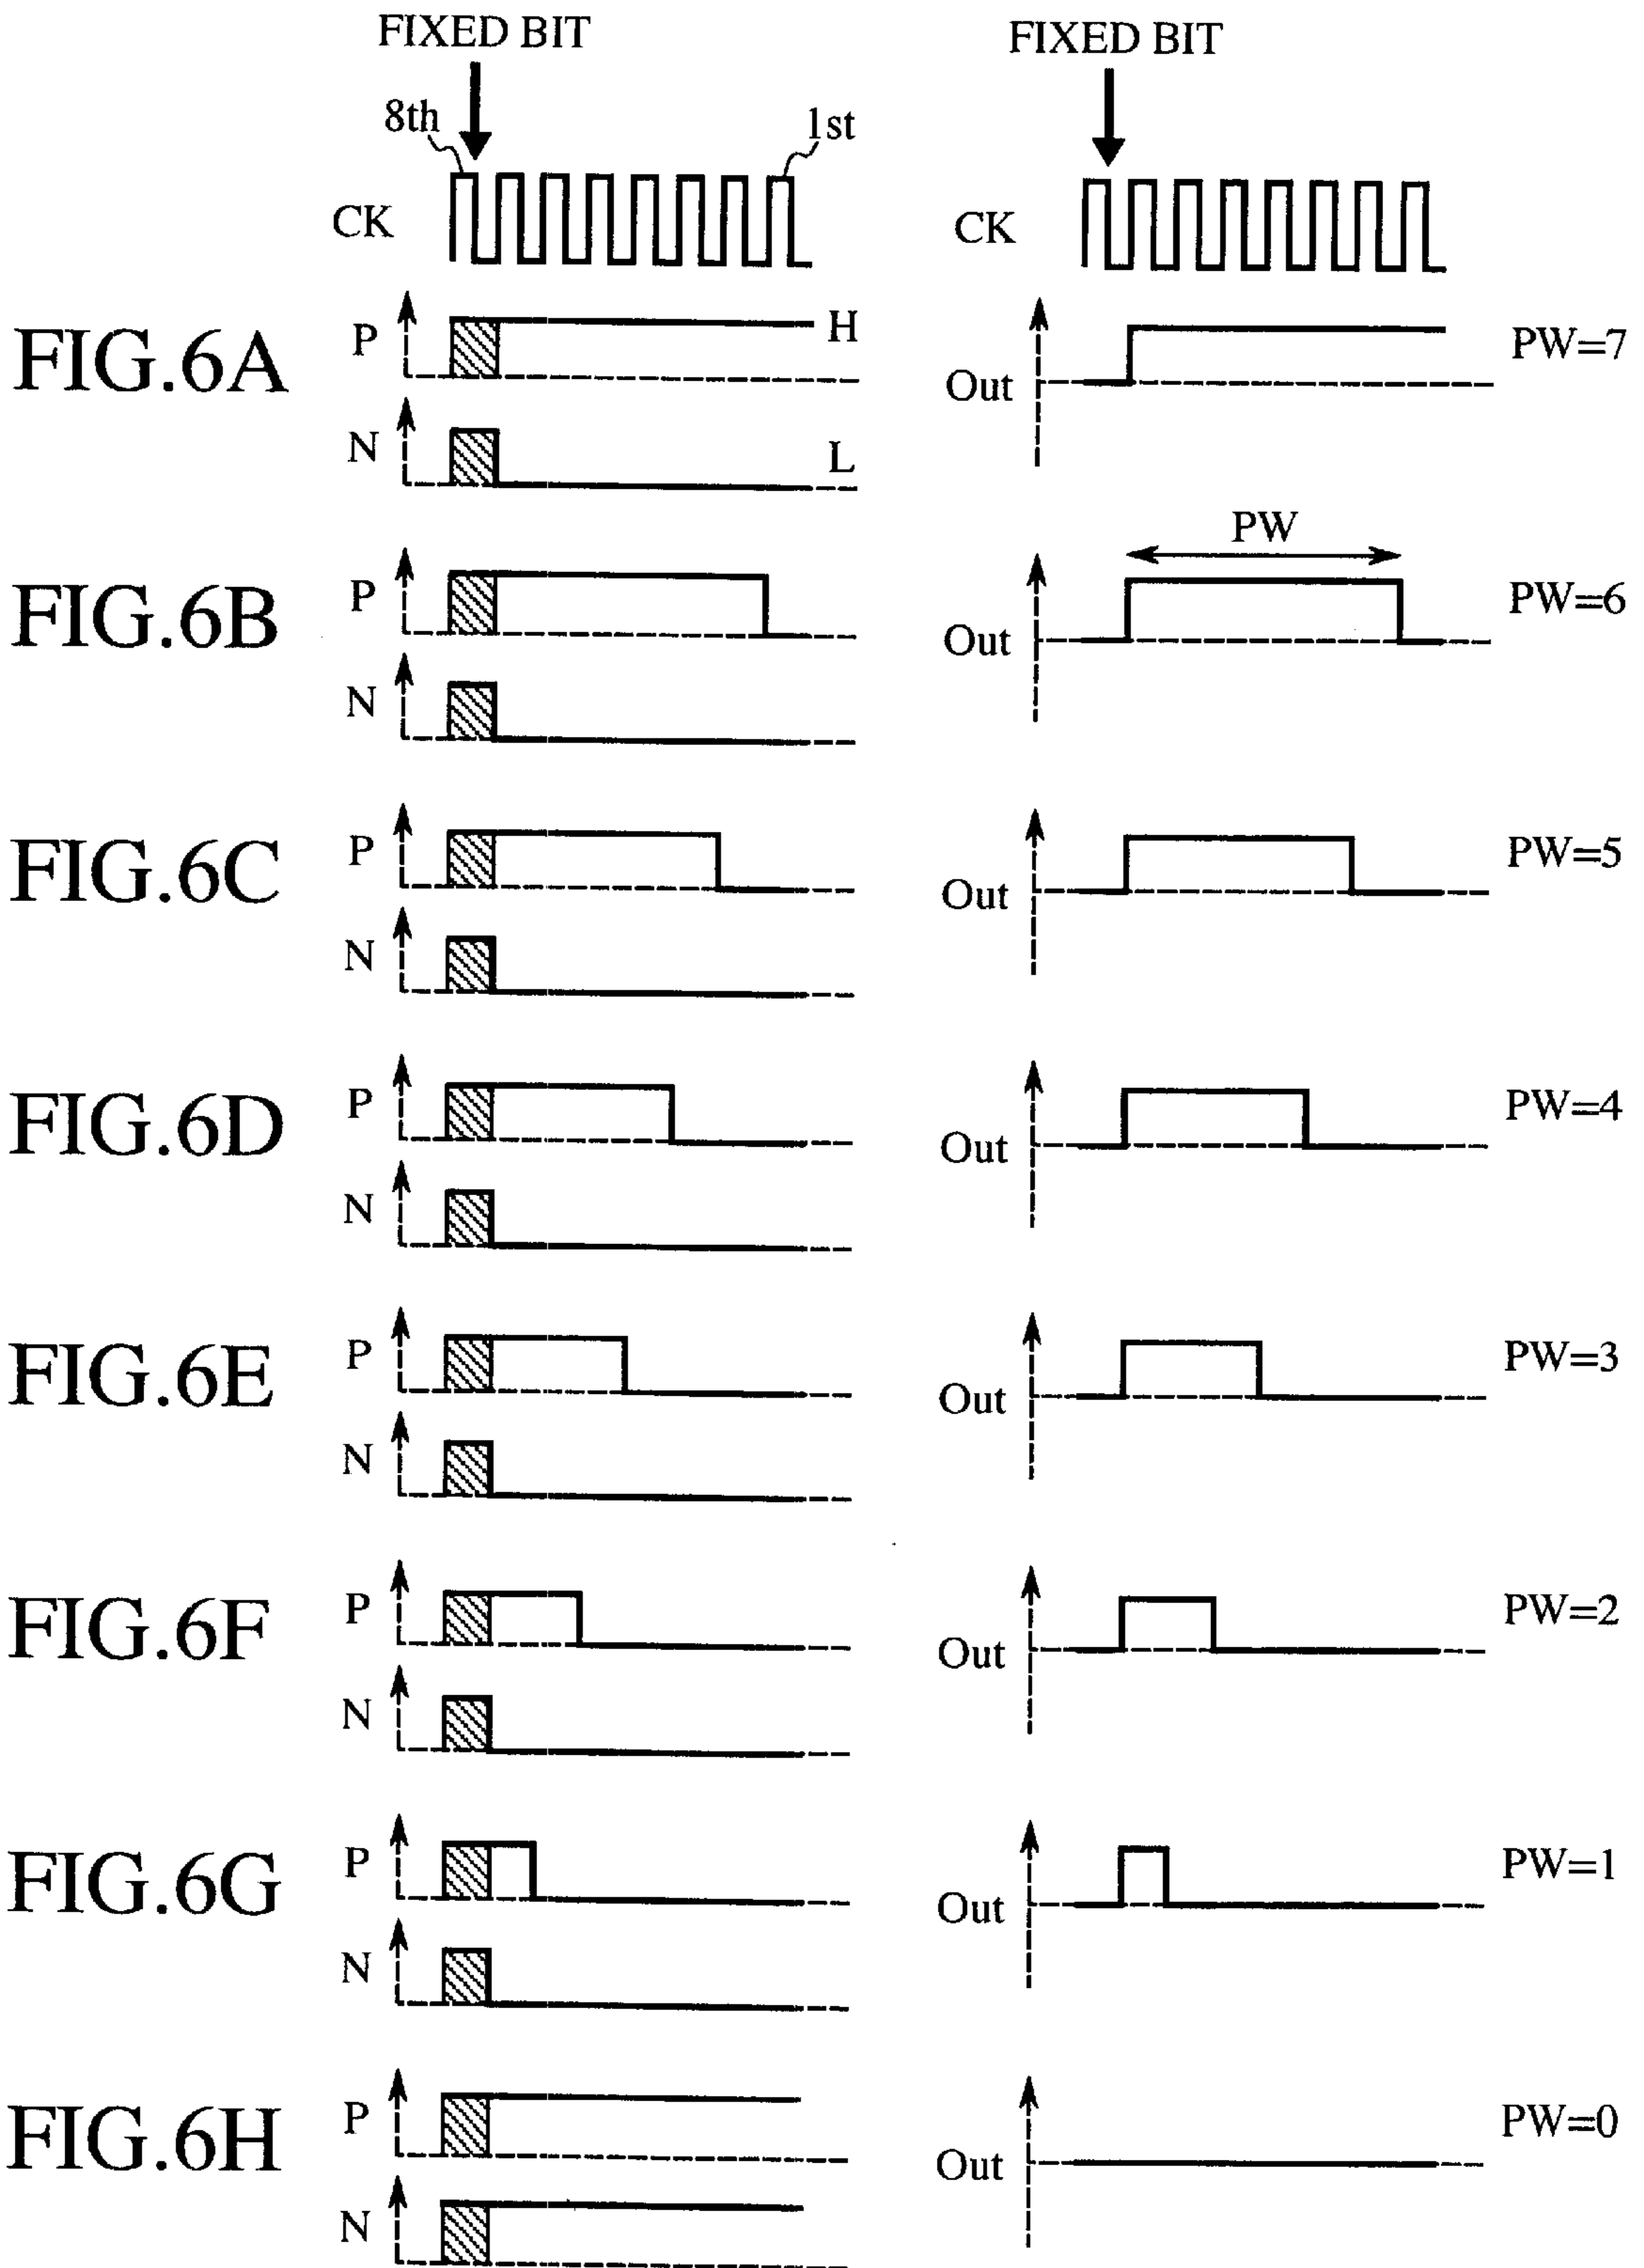 FIXED BIT
FIXED BIT
8th
1st
CK
CK
FIG.6A
P
H
N
L
Out
PW=7
FIG.6B
P
N
PW
Out
PW=6
FIG.6C
P
N
Out
PW=5
FIG.6D
P
N
Out
PW=4
FIG.6E
P
N
Out
PW=3
FIG.6F
P
N
Out
PW=2
FIG.6G
P
N
Out
PW=1
FIG.6H
P
N
Out
PW=0